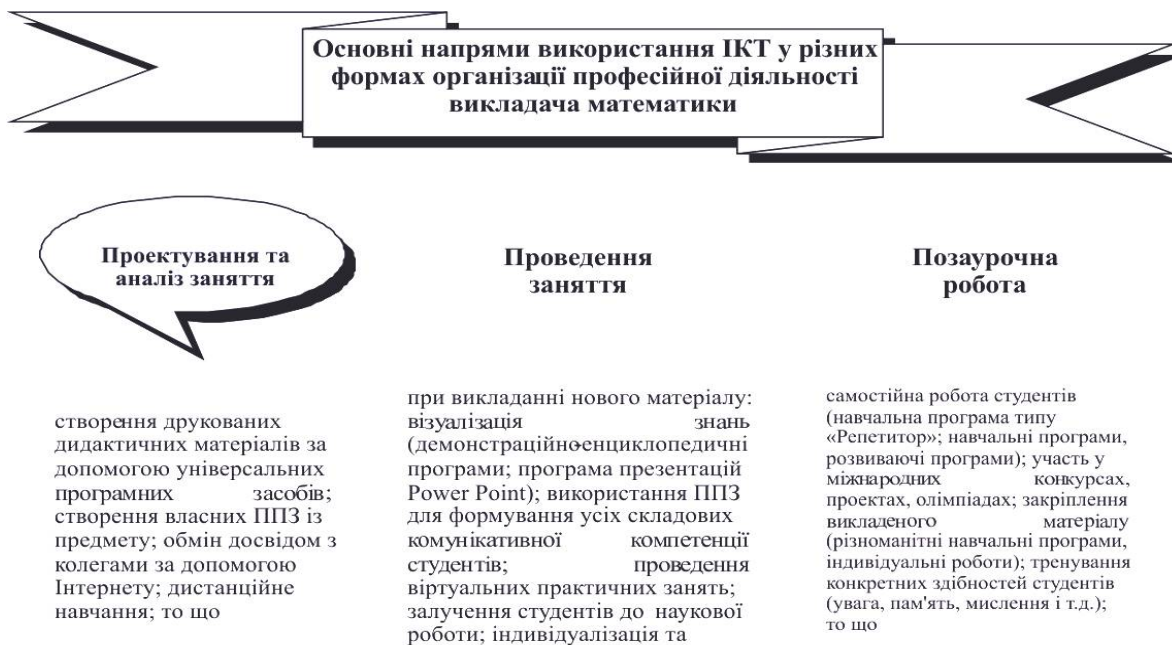 Основні напрями використання ІКТ у різних
формах організації професійної діяльності
викладача математики
Проектування та
аналіз заняття
створення друкованих
дидактичних матеріалів за
допомогою універсальних
програмних засобів;
створення власних ППЗ із
предмету; обмін досвідом з
колегами за допомогою
Інтернету; дистанційне
навчання; то що
Проведення
заняття
при викладанні нового матеріалу:
візуалізація знань
(демонстраційно-енциклопедичні
програми; програма презентацій
Power Point); використання ППЗ
для формування усіх складових
комунікативної компетенції
студентів; проведення
віртуальних практичних занять;
залучення студентів до наукової
роботи; індивідуалізація та
Позаурочна
робота
самостійна робота студентів
(навчальна програма типу
«Репетитор»; навчальні програми,
розвиваючі програми); участь у
міжнародних конкурсах,
проектах, олімпіадах; закріплення
викладеного матеріалу
(різноманітні навчальні програми,
індивідуальні роботи); тренування
конкретних здібностей студентів
(увага, пам'ять, мислення і т.д.);
то що